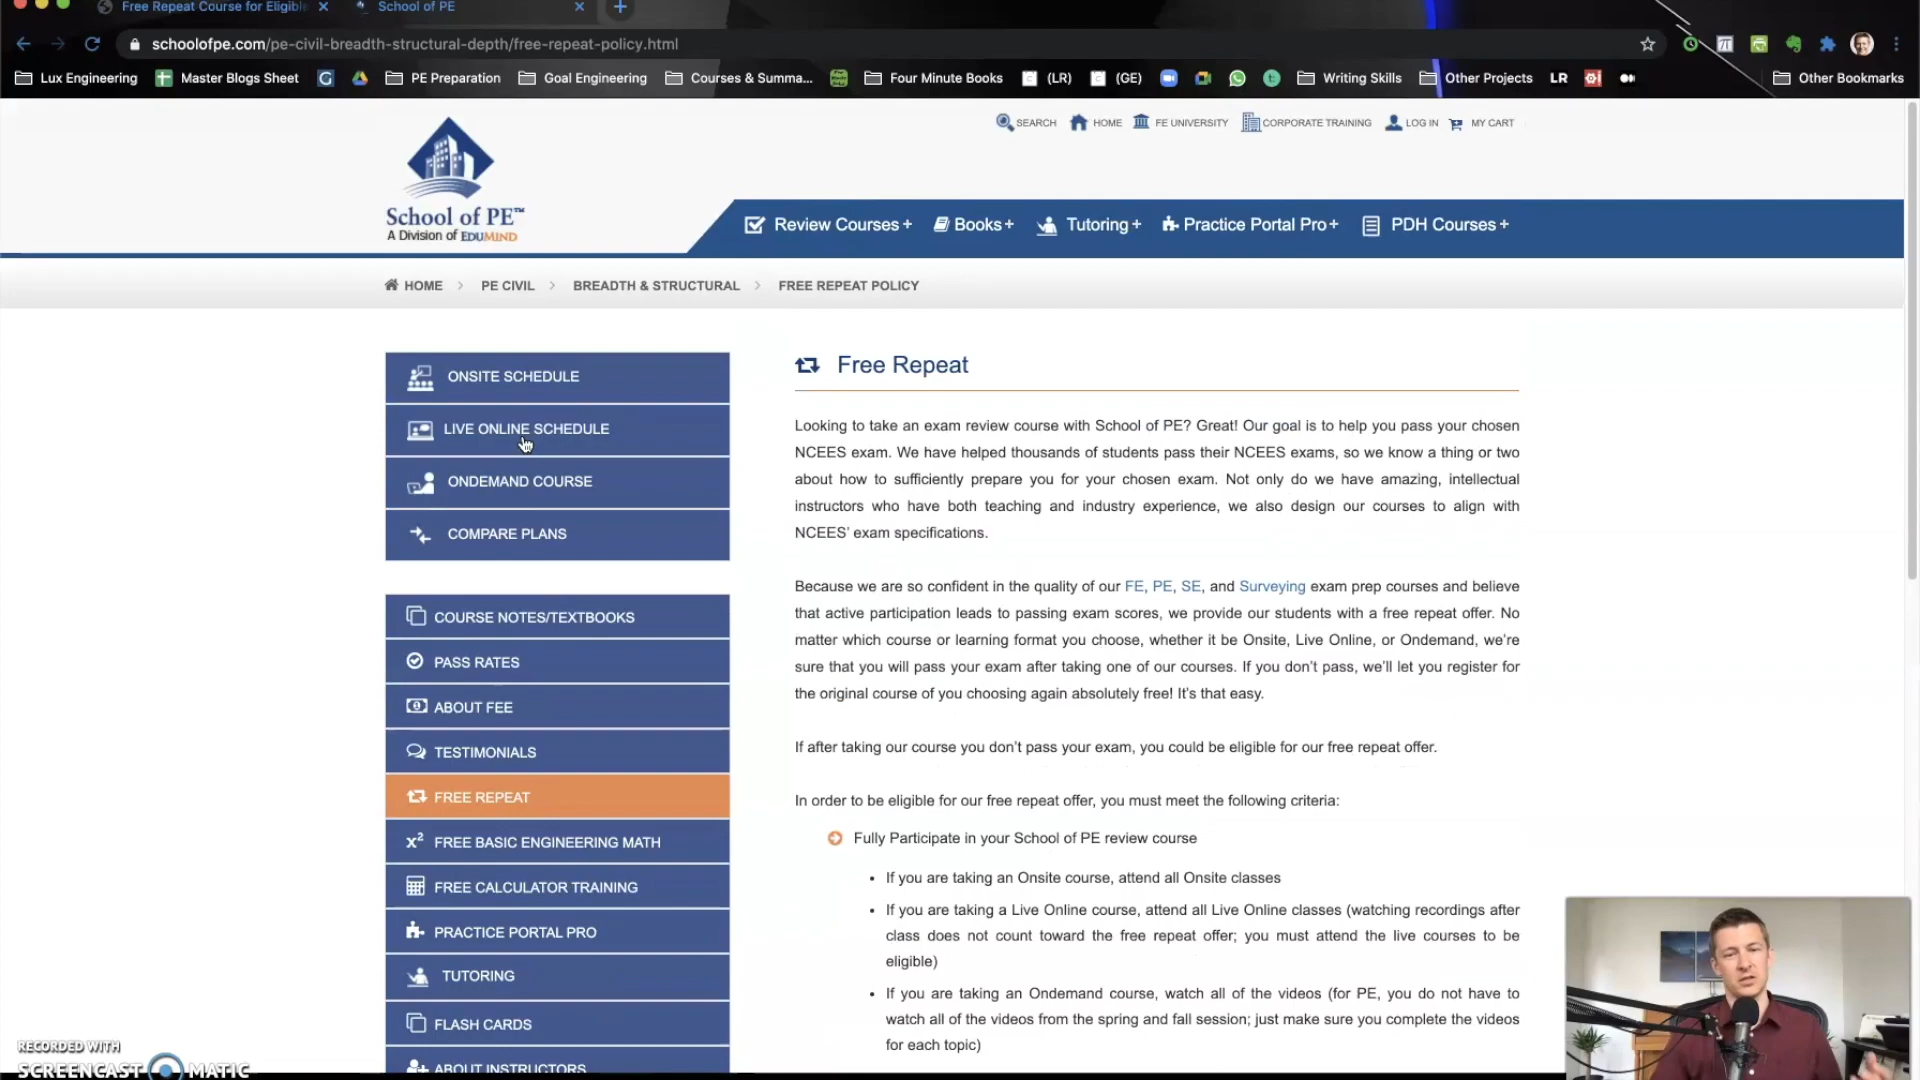 Free Repeat Course for Eligible
School of PE
schoolofpe.com/pe-civil-breadth-structural-depth/free-repeat-policy.html
Lux Engineering
Master Blogs Sheet
PE Preparation
Goal Engineering
Courses & Summa...
Four Minute Books
(LR)
(GE)
Writing Skills
Other Projects
LR
Other Bookmarks
SEARCH
HOME
FE UNIVERSITY
CORPORATE TRAINING
LOG IN
MY CART
School of PE™
A Division of EDUMIND
Review Courses+
Books+
Tutoring+
Practice Portal Pro+
PDH Courses+
HOME > PE CIVIL > BREADTH & STRUCTURAL > FREE REPEAT POLICY
ONSITE SCHEDULE
LIVE ONLINE SCHEDULE
ONDEMAND COURSE
COMPARE PLANS
COURSE NOTES/TEXTBOOKS
PASS RATES
ABOUT FEE
TESTIMONIALS
FREE REPEAT
x² FREE BASIC ENGINEERING MATH
FREE CALCULATOR TRAINING
PRACTICE PORTAL PRO
TUTORING
FLASH CARDS
ABOUT INSTRUCTORS
Free Repeat
Looking to take an exam review course with School of PE? Great! Our goal is to help you pass your chosen
NCEES exam. We have helped thousands of students pass their NCEES exams, so we know a thing or two
about how to sufficiently prepare you for your chosen exam. Not only do we have amazing, intellectual
instructors who have both teaching and industry experience, we also design our courses to align with
NCEES' exam specifications.
Because we are so confident in the quality of our FE, PE, SE, and Surveying exam prep courses and believe
that active participation leads to passing exam scores, we provide our students with a free repeat offer. No
matter which course or learning format you choose, whether it be Onsite, Live Online, or Ondemand, we're
sure that you will pass your exam after taking one of our courses. If you don't pass, we'll let you register for
the original course of you choosing again absolutely free! It's that easy.
If after taking our course you don't pass your exam, you could be eligible for our free repeat offer.
In order to be eligible for our free repeat offer, you must meet the following criteria:
Fully Participate in your School of PE review course
• If you are taking an Onsite course, attend all Onsite classes
• If you are taking a Live Online course, attend all Live Online classes (watching recordings after
class does not count toward the free repeat offer; you must attend the live courses to be
eligible)
• If you are taking an Ondemand course, watch all of the videos (for PE, you do not have to
watch all of the videos from the spring and fall session; just make sure you complete the videos
for each topic)
RECORDED WITH
SCREENCAST MATIC